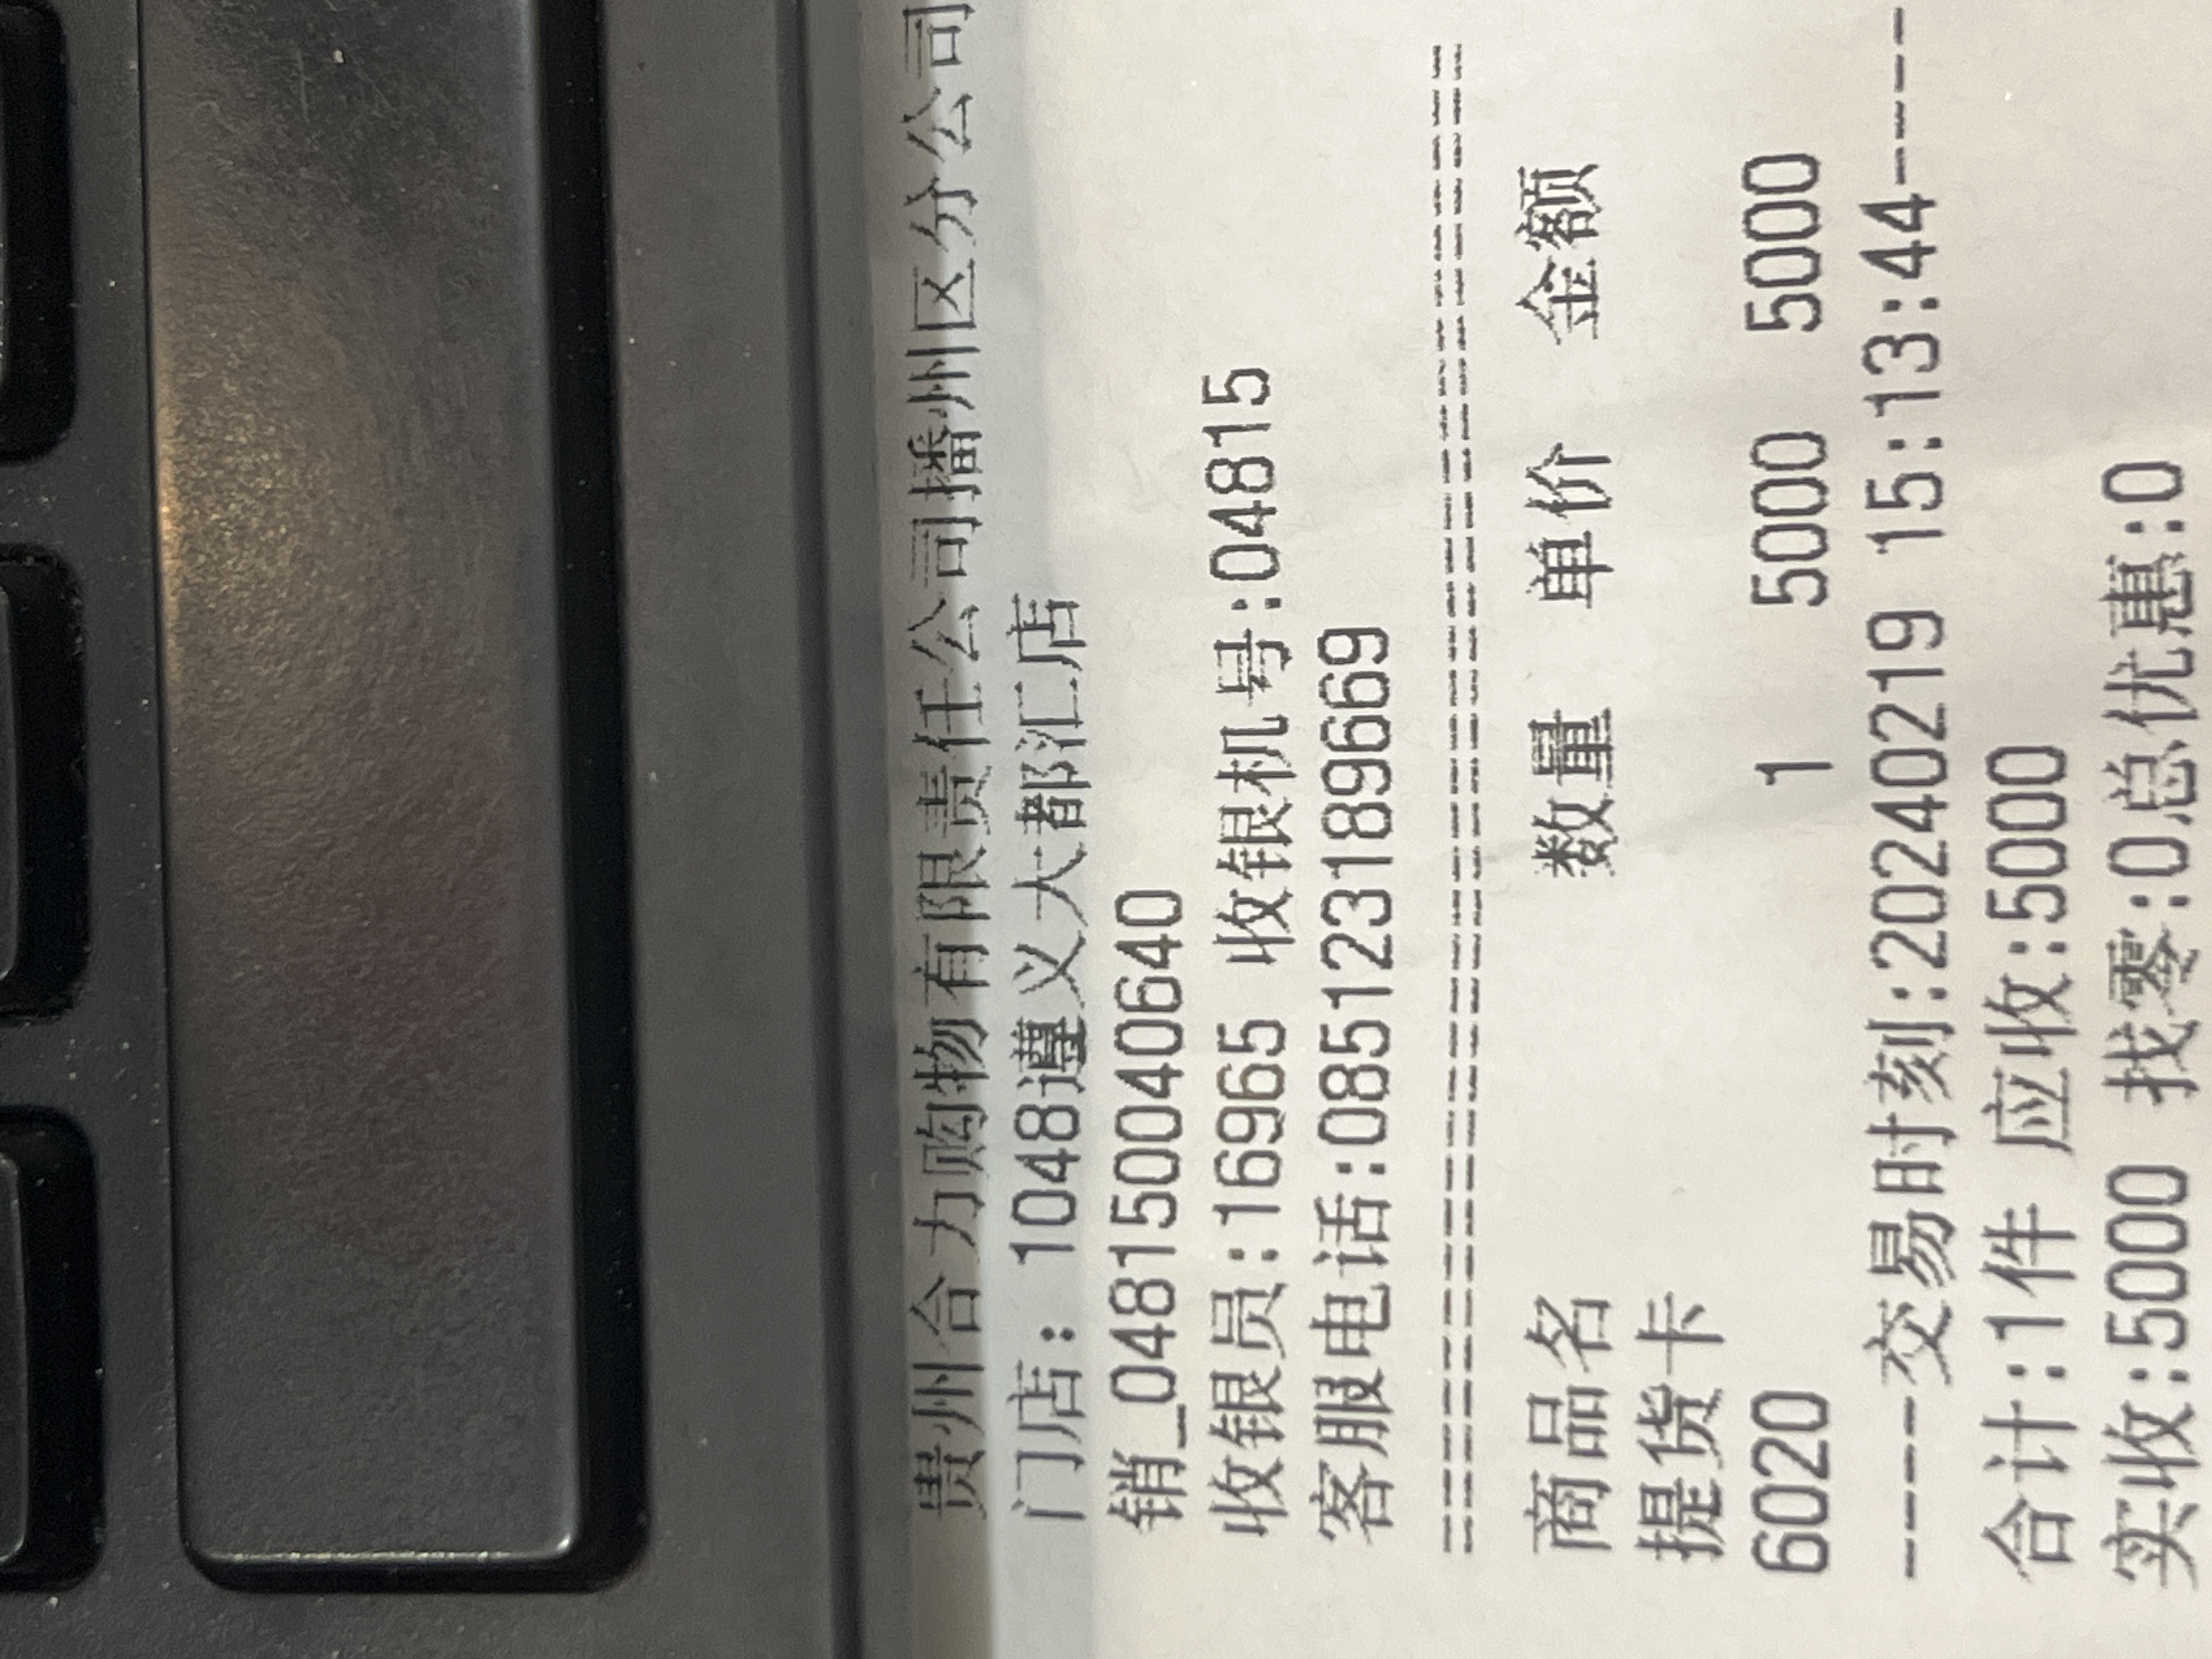 贵州合力购物有限责任公司播州区分公司
门店: 1048遵义大都汇店
销_048150040640
收银员:16965 收银机号:04815
客服电话:085123189669
==============================
商品名 数量 单价 金额
提货卡
6020 1 5000 5000
-----交易时刻:20240219 15:13:44-----
合计:1件 应收:5000
实收:5000 找零:0总优惠:0